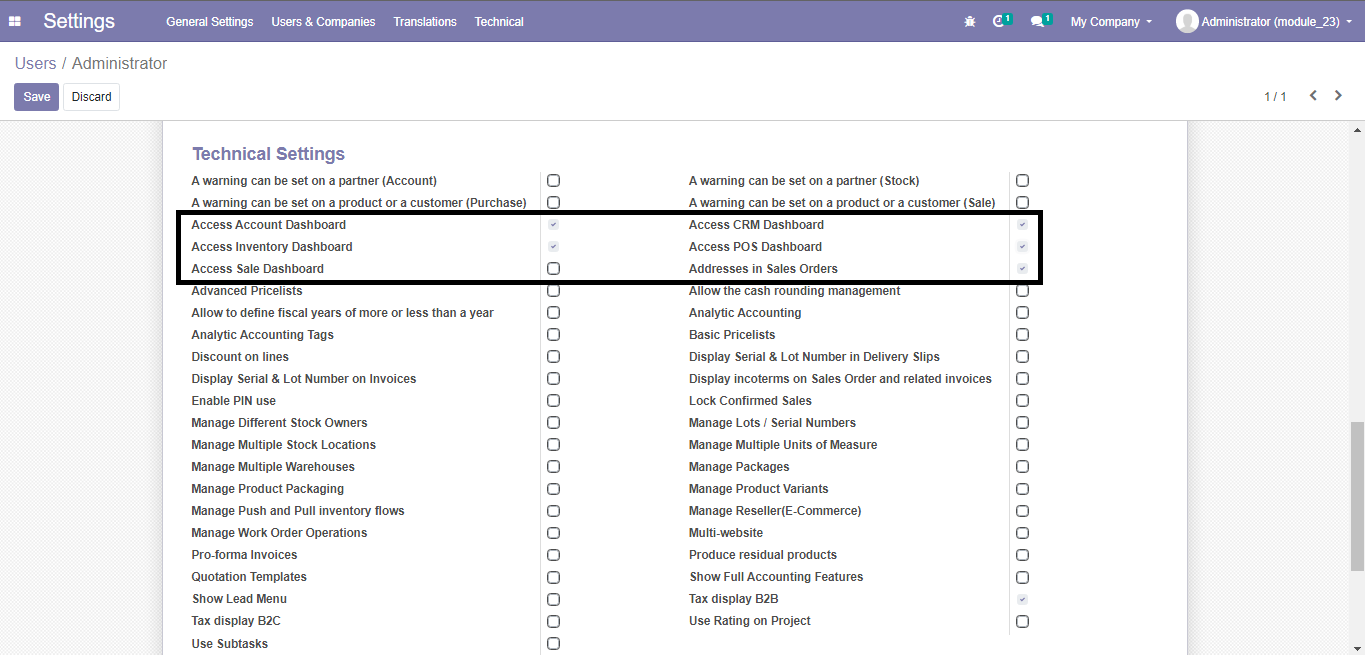 Settings General Settings Users & Companies Translations Technical 1 1 My Company Administrator (module_23)
Users / Administrator
Save Discard 1 / 1
Technical Settings
A warning can be set on a partner (Account) A warning can be set on a partner (Stock)
A warning can be set on a product or a customer (Purchase) A warning can be set on a product or a customer (Sale)
Access Account Dashboard Access CRM Dashboard
Access Inventory Dashboard Access POS Dashboard
Access Sale Dashboard Addresses in Sales Orders
Advanced Pricelists Allow the cash rounding management
Allow to define fiscal years of more or less than a year Analytic Accounting
Analytic Accounting Tags Basic Pricelists
Discount on lines Display Serial & Lot Number in Delivery Slips
Display Serial & Lot Number on Invoices Display incoterms on Sales Order and related invoices
Enable PIN use Lock Confirmed Sales
Manage Different Stock Owners Manage Lots / Serial Numbers
Manage Multiple Stock Locations Manage Multiple Units of Measure
Manage Multiple Warehouses Manage Packages
Manage Product Packaging Manage Product Variants
Manage Push and Pull inventory flows Manage Reseller(E-Commerce)
Manage Work Order Operations Multi-website
Pro-forma Invoices Produce residual products
Quotation Templates Show Full Accounting Features
Show Lead Menu Tax display B2B
Tax display B2C Use Rating on Project
Use Subtasks